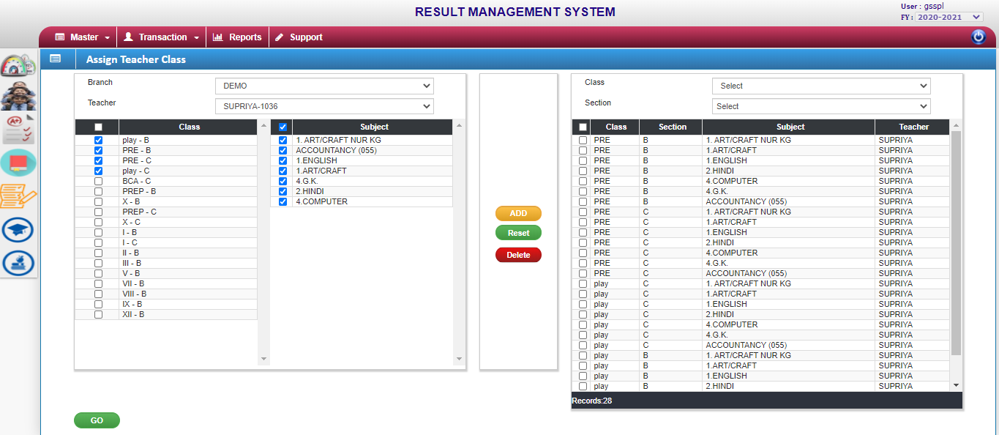 RESULT MANAGEMENT SYSTEM
User : gsspl
FY : 2020-2021
Master Transaction Reports Support
Assign Teacher Class
Branch DEMO
Teacher SUPRIYA-1036
Class
play - B
PRE - B
PRE - C
play - C
BCA - C
PREP - B
X - B
PREP - C
X - C
I - B
I - C
II - B
III - B
V - B
VII - B
VIII - B
IX - B
XII - B
Subject
1. ART/CRAFT NUR KG
ACCOUNTANCY (055)
1.ENGLISH
1.ART/CRAFT
4.G.K.
2.HINDI
4.COMPUTER
ADD
Reset
Delete
Class Select
Section Select
Class Section Subject Teacher
PRE B 1. ART/CRAFT NUR KG SUPRIYA
PRE B 1.ART/CRAFT SUPRIYA
PRE B 1.ENGLISH SUPRIYA
PRE B 2.HINDI SUPRIYA
PRE B 4.COMPUTER SUPRIYA
PRE B 4.G.K. SUPRIYA
PRE B ACCOUNTANCY (055) SUPRIYA
PRE C 1. ART/CRAFT NUR KG SUPRIYA
PRE C 1.ART/CRAFT SUPRIYA
PRE C 1.ENGLISH SUPRIYA
PRE C 2.HINDI SUPRIYA
PRE C 4.COMPUTER SUPRIYA
PRE C 4.G.K. SUPRIYA
PRE C ACCOUNTANCY (055) SUPRIYA
play C 1. ART/CRAFT NUR KG SUPRIYA
play C 1.ART/CRAFT SUPRIYA
play C 1.ENGLISH SUPRIYA
play C 2.HINDI SUPRIYA
play C 4.COMPUTER SUPRIYA
play C 4.G.K. SUPRIYA
play C ACCOUNTANCY (055) SUPRIYA
play B 1. ART/CRAFT NUR KG SUPRIYA
play B 1.ART/CRAFT SUPRIYA
play B 1.ENGLISH SUPRIYA
play B 2.HINDI SUPRIYA
Records:28
GO
A+